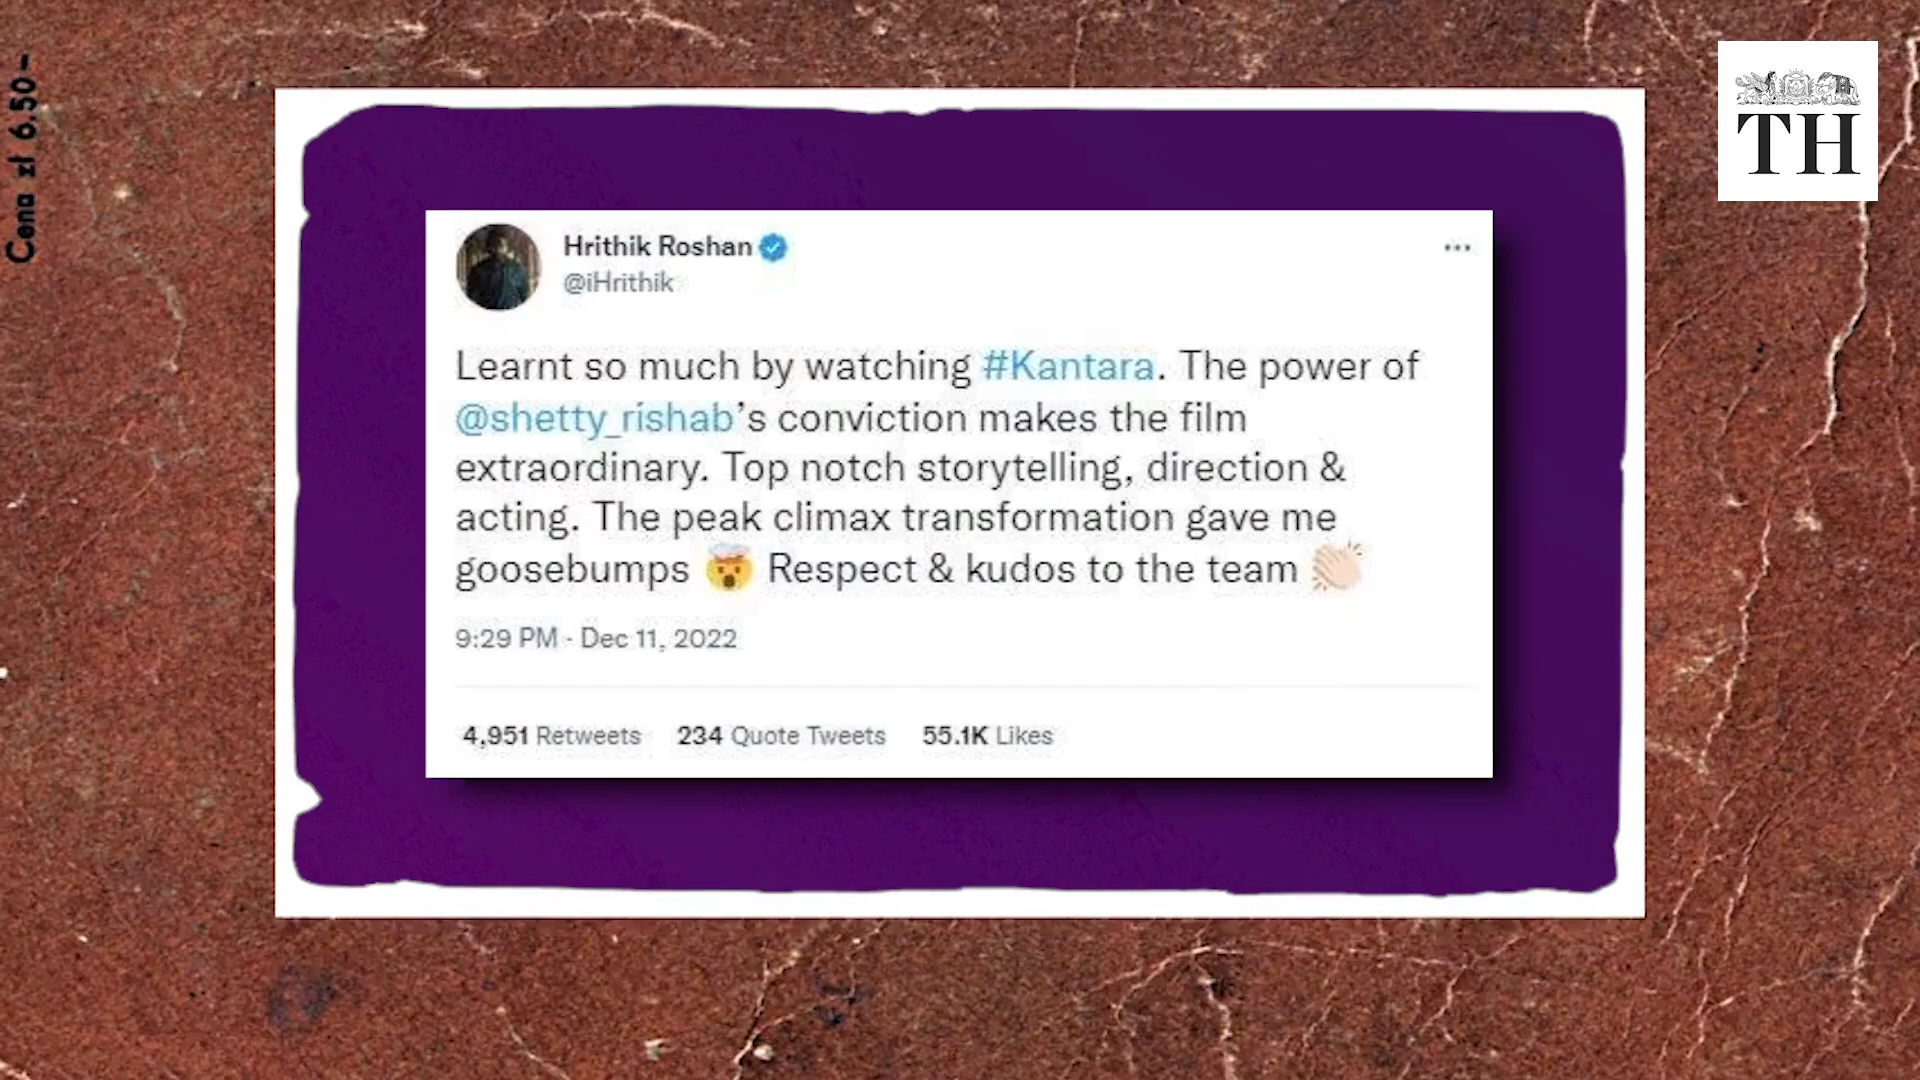 Cena zł 6.50-
TH
Hrithik Roshan
@iHrithik
Learnt so much by watching #Kantara. The power of
@shetty_rishab’s conviction makes the film
extraordinary. Top notch storytelling, direction &
acting. The peak climax transformation gave me
goosebumps 🤯 Respect & kudos to the team 👏🏻
9:29 PM · Dec 11, 2022
4,951 Retweets 234 Quote Tweets 55.1K Likes